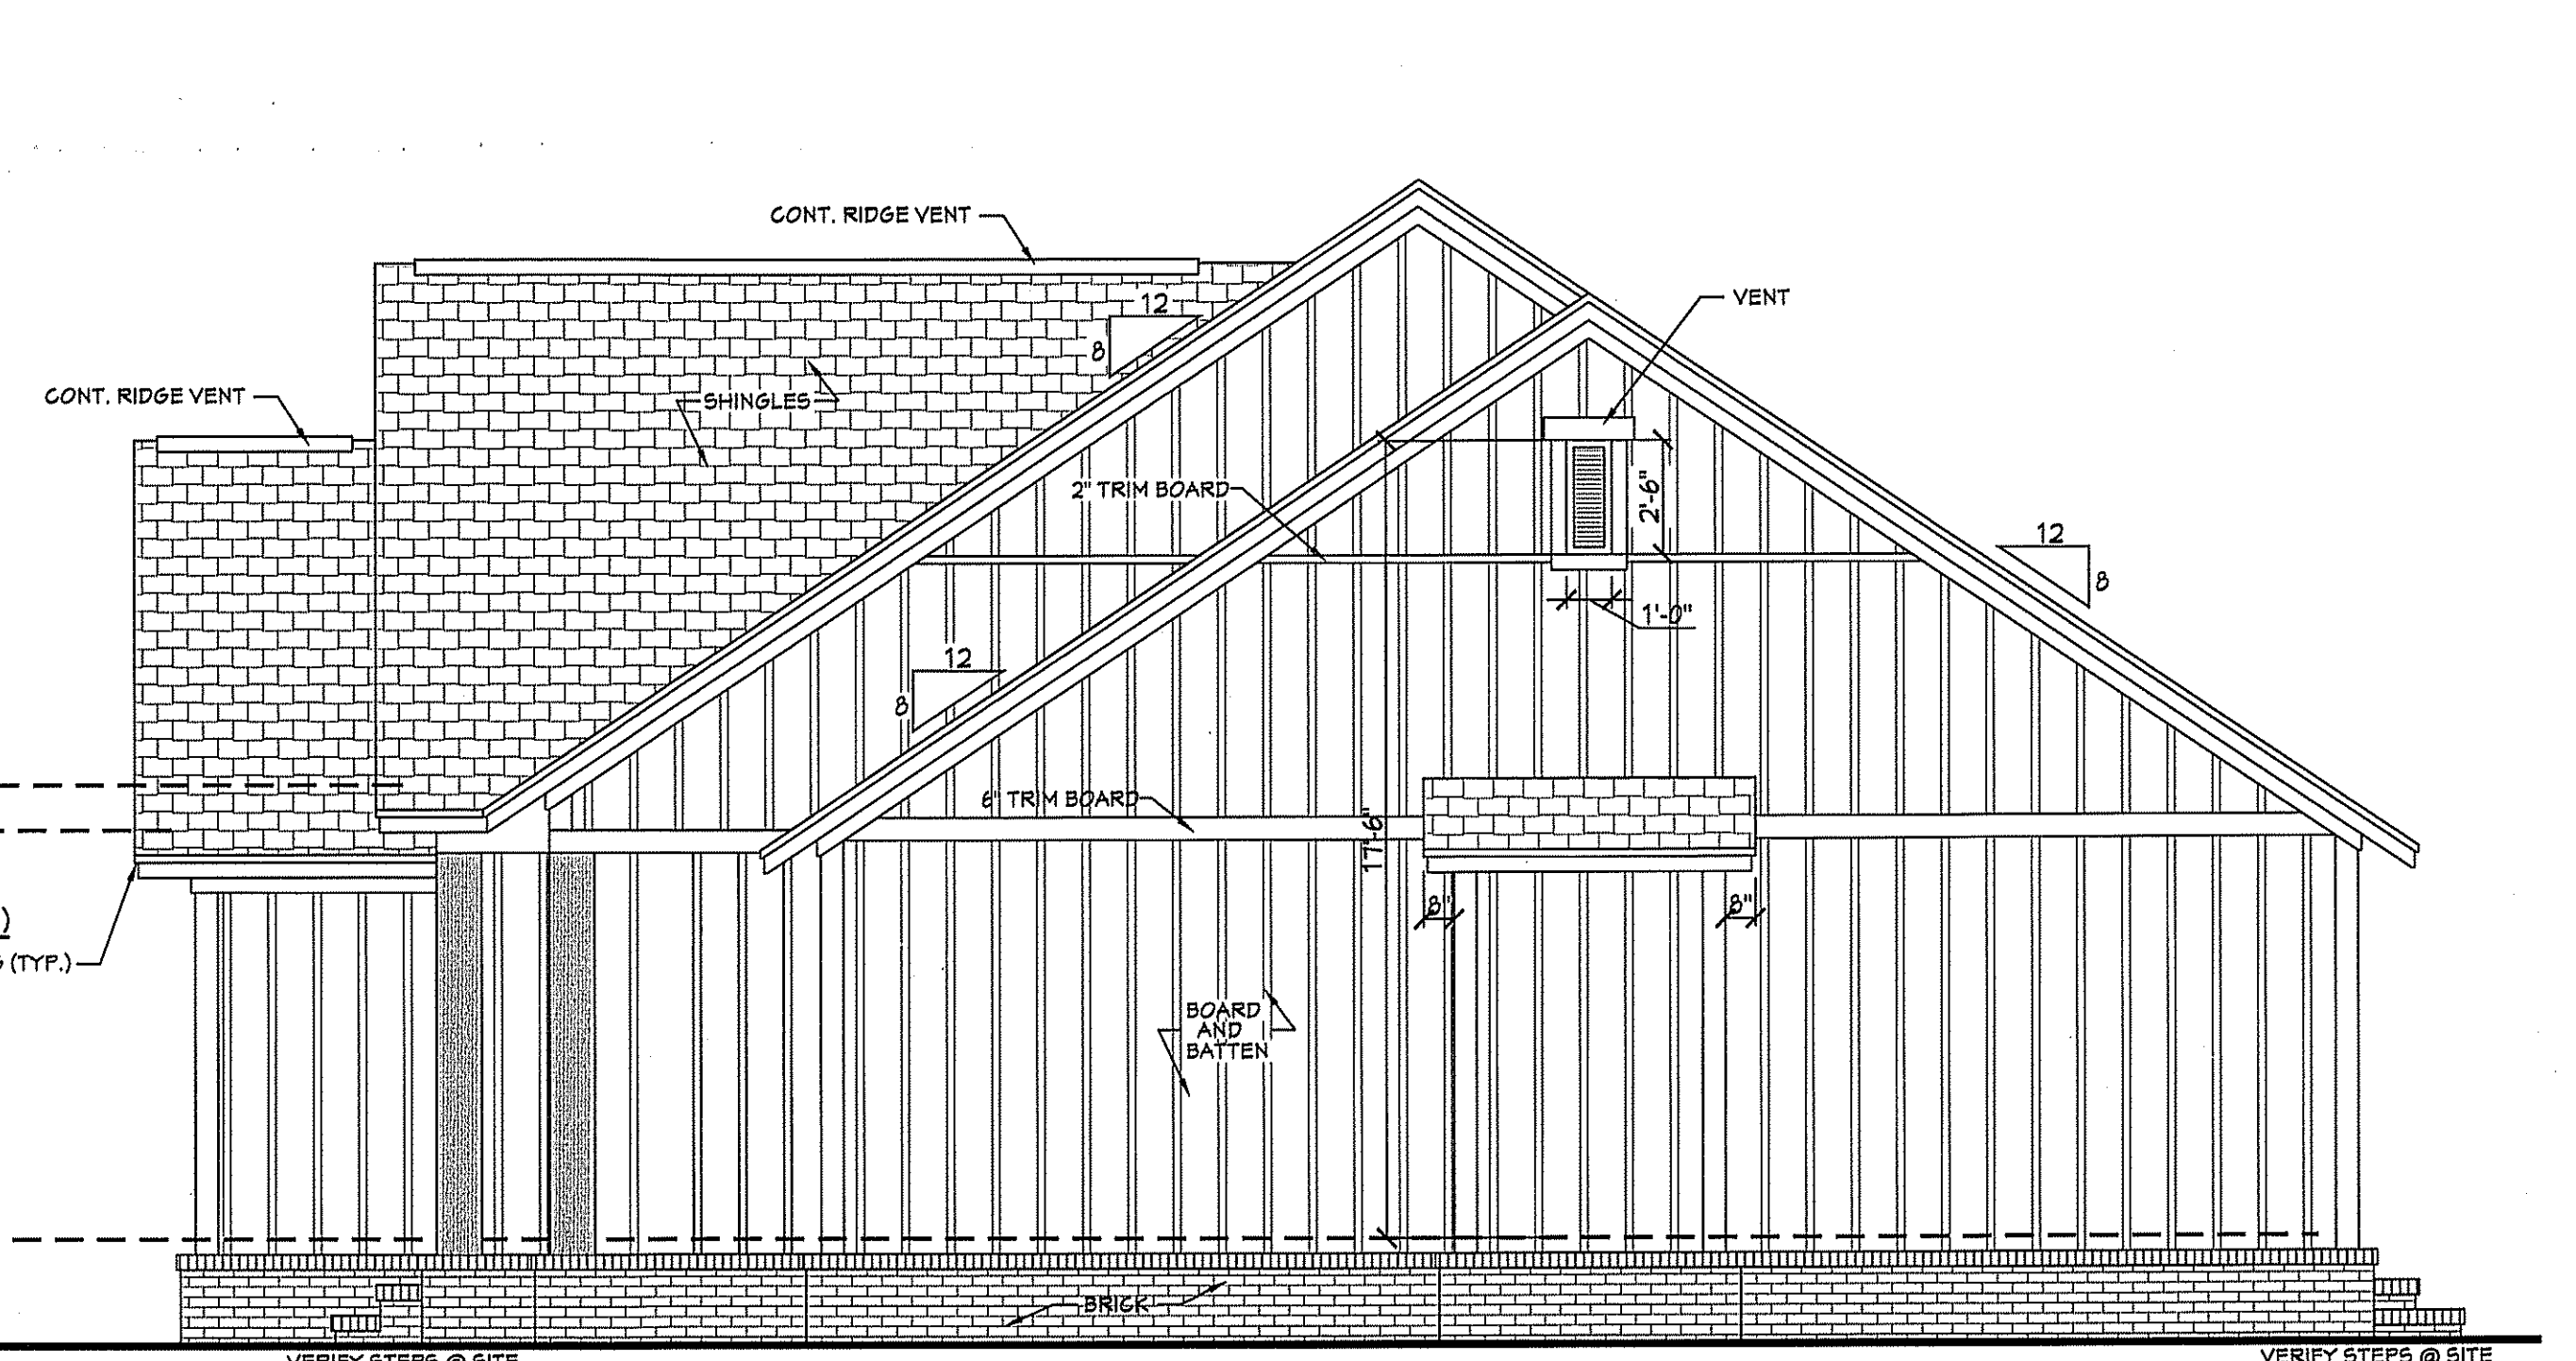 CONT. RIDGE VENT
12
8
VENT
CONT. RIDGE VENT
SHINGLES
2" TRIM BOARD
2'-6"
12
8
1'-0"
12
8
6" TRIM BOARD
17'-6"
8"
8"
)
(TYP.)
BOARD
AND
BATTEN
BRICK
VERIFY STEPS @ SITE
VERIFY STEPS @ SITE